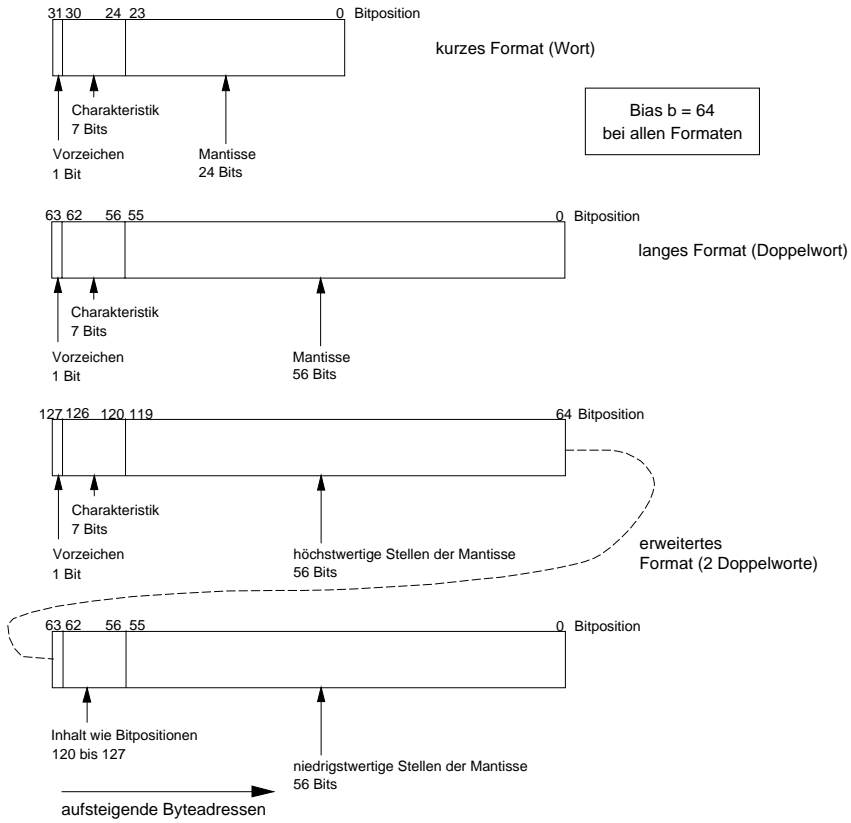 31 30 24 23 0 Bitposition
kurzes Format (Wort)
Charakteristik
7 Bits
Vorzeichen
1 Bit
Mantisse
24 Bits
Bias b = 64
bei allen Formaten
63 62 56 55 0 Bitposition
langes Format (Doppelwort)
Charakteristik
7 Bits
Vorzeichen
1 Bit
Mantisse
56 Bits
127 126 120 119 64 Bitposition
Charakteristik
7 Bits
Vorzeichen
1 Bit
höchstwertige Stellen der Mantisse
56 Bits
erweitertes
Format (2 Doppelworte)
63 62 56 55 0 Bitposition
Inhalt wie Bitpositionen
120 bis 127
niedrigstwertige Stellen der Mantisse
56 Bits
aufsteigende Byteadressen